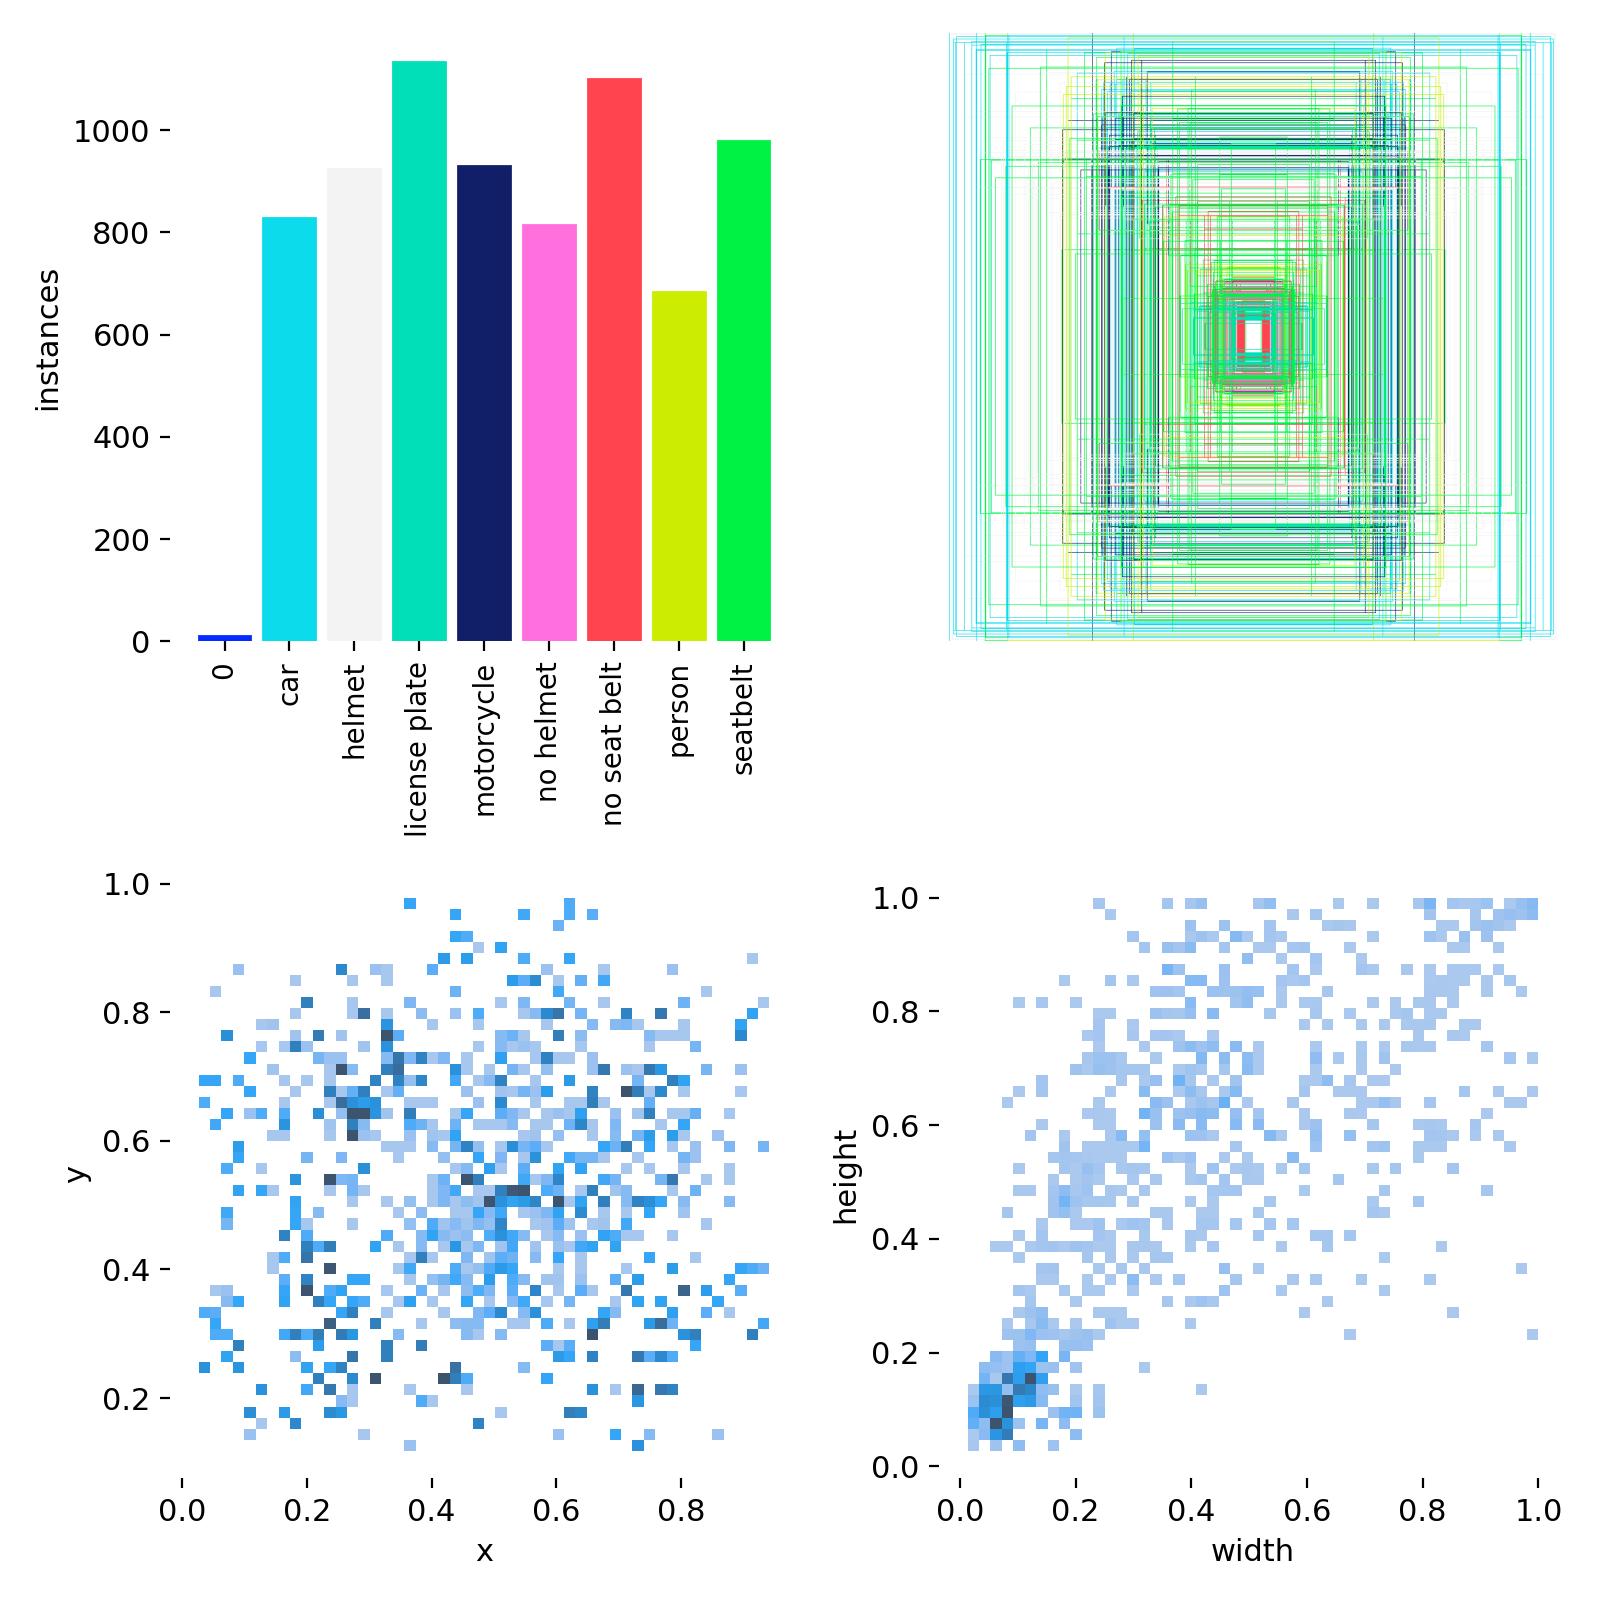 instances
1000
800
600
400
200
0
0
car
helmet
license plate
motorcycle
no helmet
no seat belt
person
seatbelt
y
1.0
0.8
0.6
0.4
0.2
0.0 0.2 0.4 0.6 0.8
x
height
1.0
0.8
0.6
0.4
0.2
0.0
0.0 0.2 0.4 0.6 0.8 1.0
width